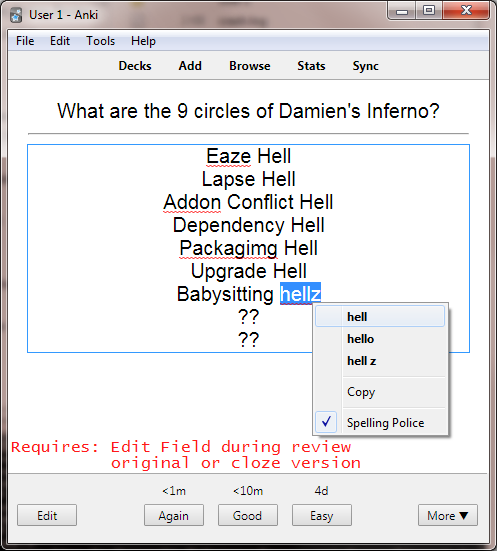 User 1 - Anki
File Edit Tools Help
Decks Add Browse Stats Sync
What are the 9 circles of Damien's Inferno?
Eaze Hell
Lapse Hell
Addon Conflict Hell
Dependency Hell
Packagimg Hell
Upgrade Hell
Babysitting hellz
??
??
hell
hello
hell z
Copy
Spelling Police
Requires: Edit Field during review
original or cloze version
<1m <10m 4d
Edit Again Good Easy More ▼